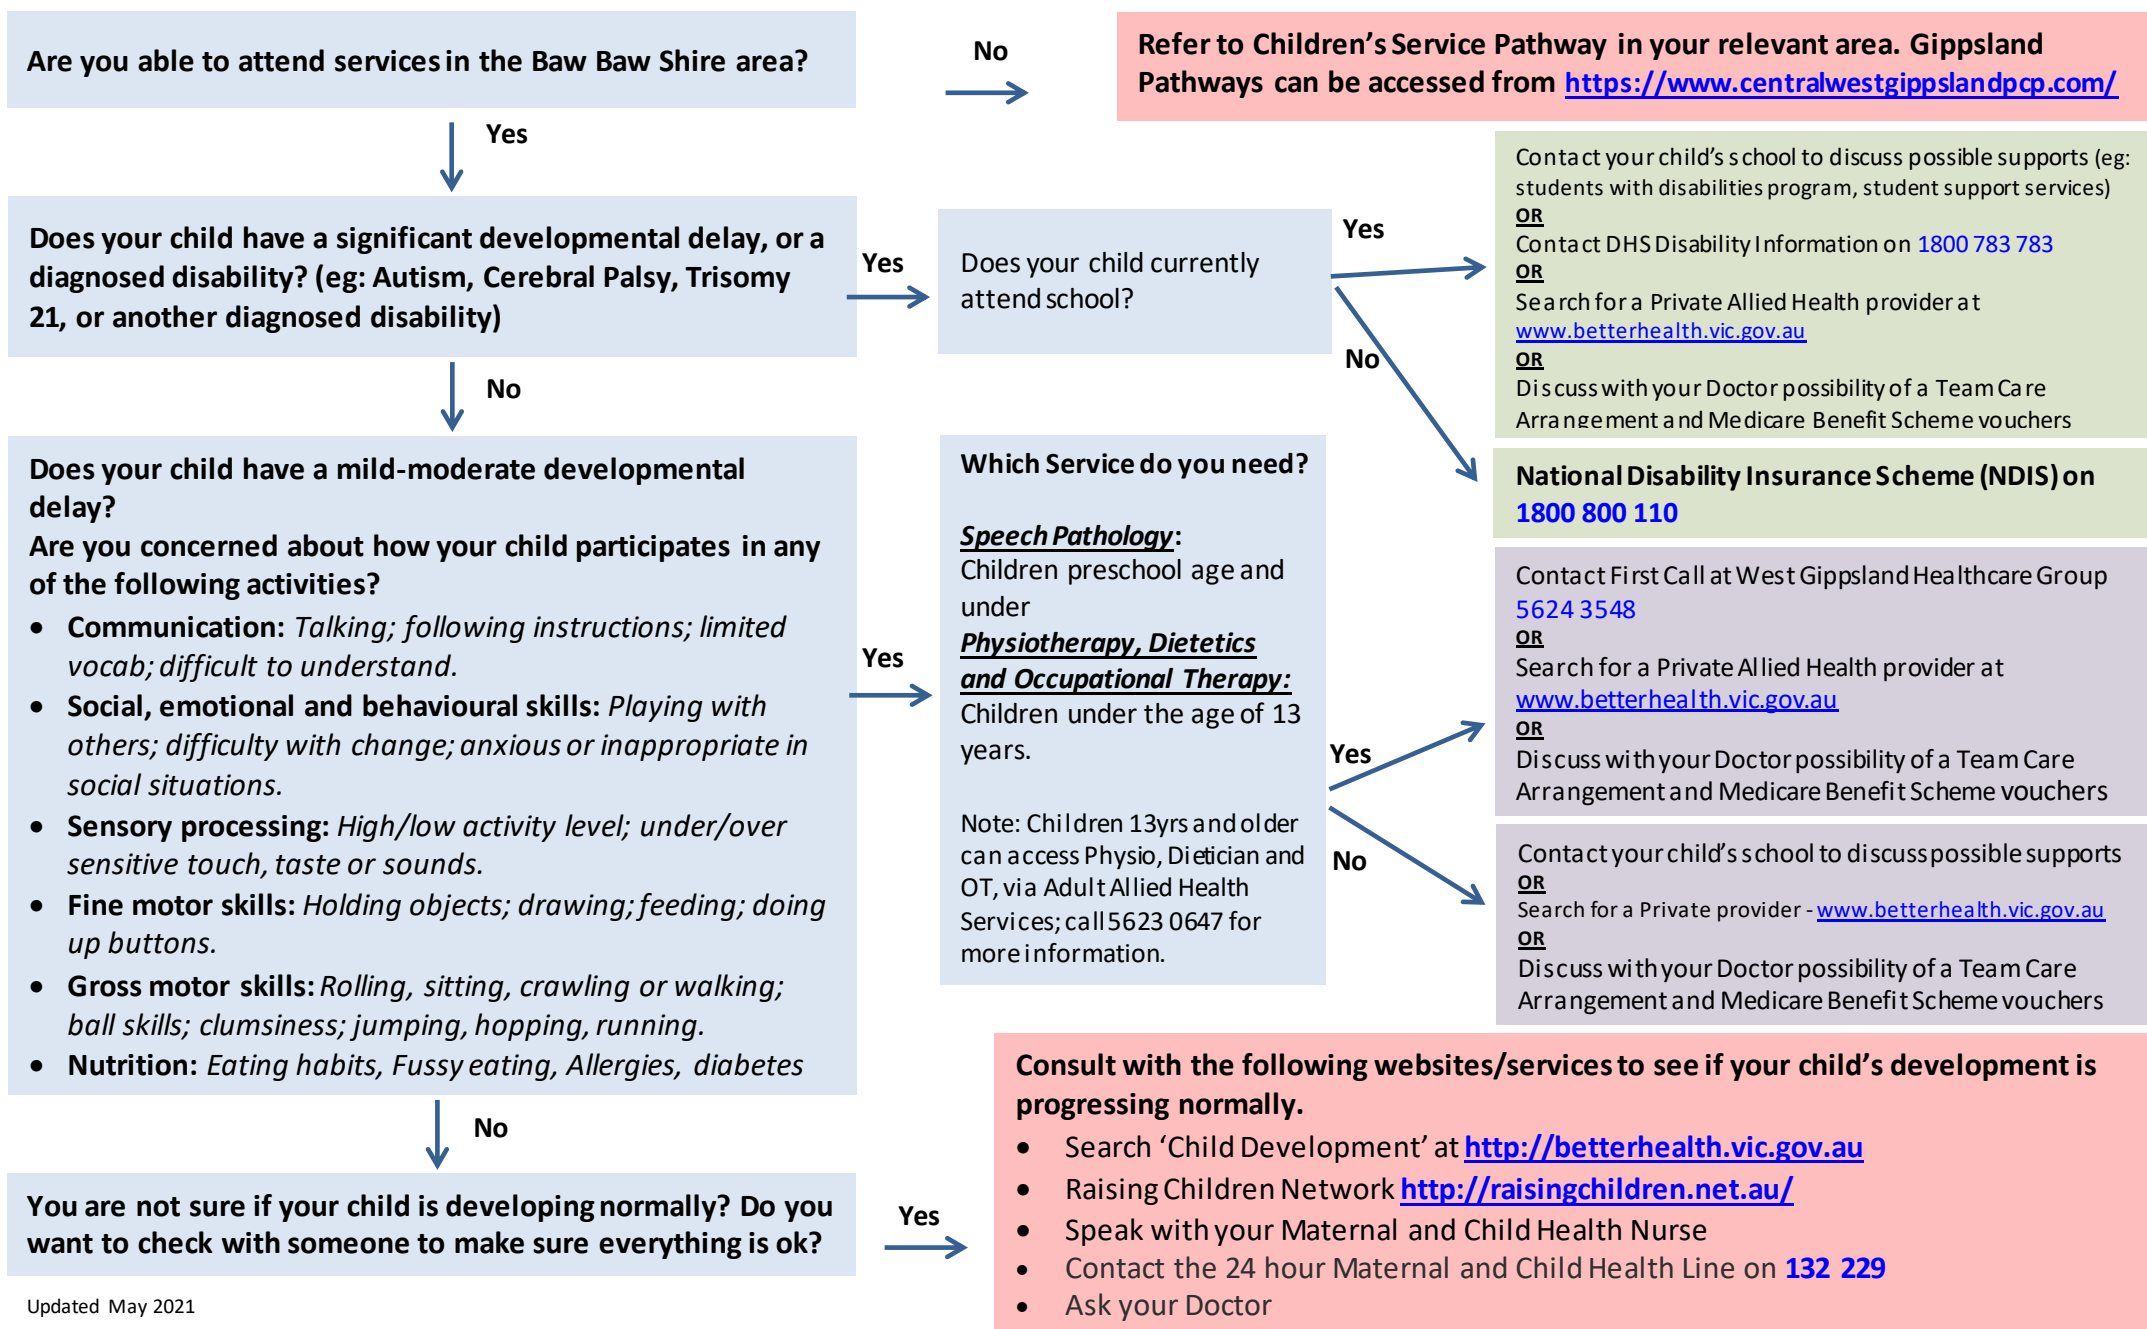 Are you able to attend services in the Baw Baw Shire area?
No
Refer to Children's Service Pathway in your relevant area. Gippsland
Pathways can be accessed from https://www.centralwestgippslandpcp.com/
Yes
Does your child have a significant developmental delay, or a
diagnosed disability? (eg: Autism, Cerebral Palsy, Trisomy
21, or another diagnosed disability)
Yes
Does your child currently
attend school?
Yes
No
Contact your child's school to discuss possible supports (eg:
students with disabilities program, student support services)
OR
Contact DHS Disability Information on 1800 783 783
OR
Search for a Private Allied Health provider at
www.betterhealth.vic.gov.au
OR
Discuss with your Doctor possibility of a Team Care
Arrangement and Medicare Benefit Scheme vouchers
National Disability Insurance Scheme (NDIS) on
1800 800 110
No
Does your child have a mild-moderate developmental
delay?
Are you concerned about how your child participates in any
of the following activities?
• Communication: Talking; following instructions; limited
vocab; difficult to understand.
• Social, emotional and behavioural skills: Playing with
others; difficulty with change; anxious or inappropriate in
social situations.
• Sensory processing: High/low activity level; under/over
sensitive touch, taste or sounds.
• Fine motor skills: Holding objects; drawing; feeding; doing
up buttons.
• Gross motor skills: Rolling, sitting, crawling or walking;
ball skills; clumsiness; jumping, hopping, running.
• Nutrition: Eating habits, Fussy eating, Allergies, diabetes
Yes
Which Service do you need?
Speech Pathology:
Children preschool age and
under
Physiotherapy, Dietetics
and Occupational Therapy:
Children under the age of 13
years.
Note: Children 13yrs and older
can access Physio, Dietician and
OT, via Adult Allied Health
Services; call 5623 0647 for
more information.
Yes
No
Contact First Call at West Gippsland Healthcare Group
5624 3548
OR
Search for a Private Allied Health provider at
www.betterhealth.vic.gov.au
OR
Discuss with your Doctor possibility of a Team Care
Arrangement and Medicare Benefit Scheme vouchers
Contact your child's school to discuss possible supports
OR
Search for a Private provider - www.betterhealth.vic.gov.au
OR
Discuss with your Doctor possibility of a Team Care
Arrangement and Medicare Benefit Scheme vouchers
No
You are not sure if your child is developing normally? Do you
want to check with someone to make sure everything is ok?
Yes
Consult with the following websites/services to see if your child's development is
progressing normally.
• Search 'Child Development' at http://betterhealth.vic.gov.au
• Raising Children Network http://raisingchildren.net.au/
• Speak with your Maternal and Child Health Nurse
• Contact the 24 hour Maternal and Child Health Line on 132 229
• Ask your Doctor
Updated May 2021